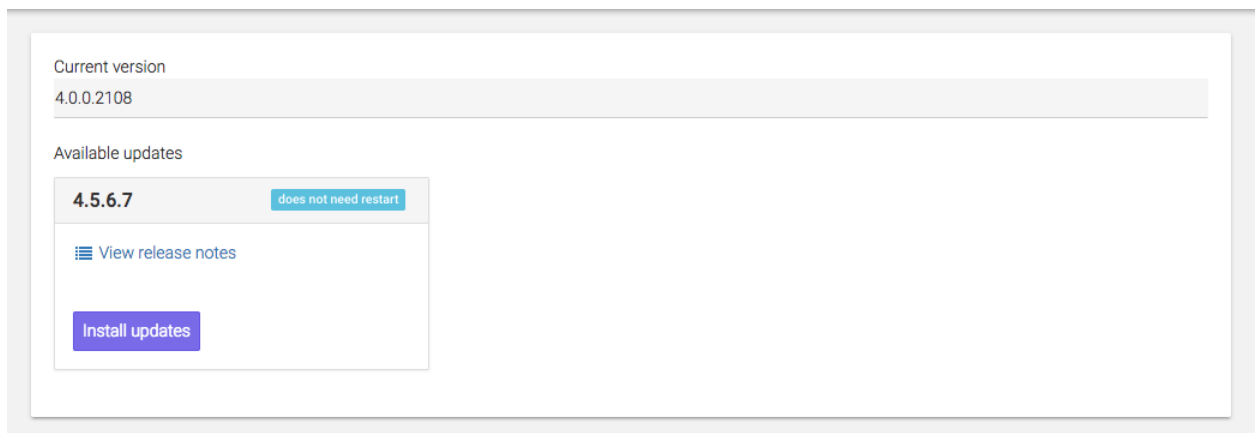 Current version
4.0.0.2108
Available updates
4.5.6.7
does not need restart
View release notes
Install updates